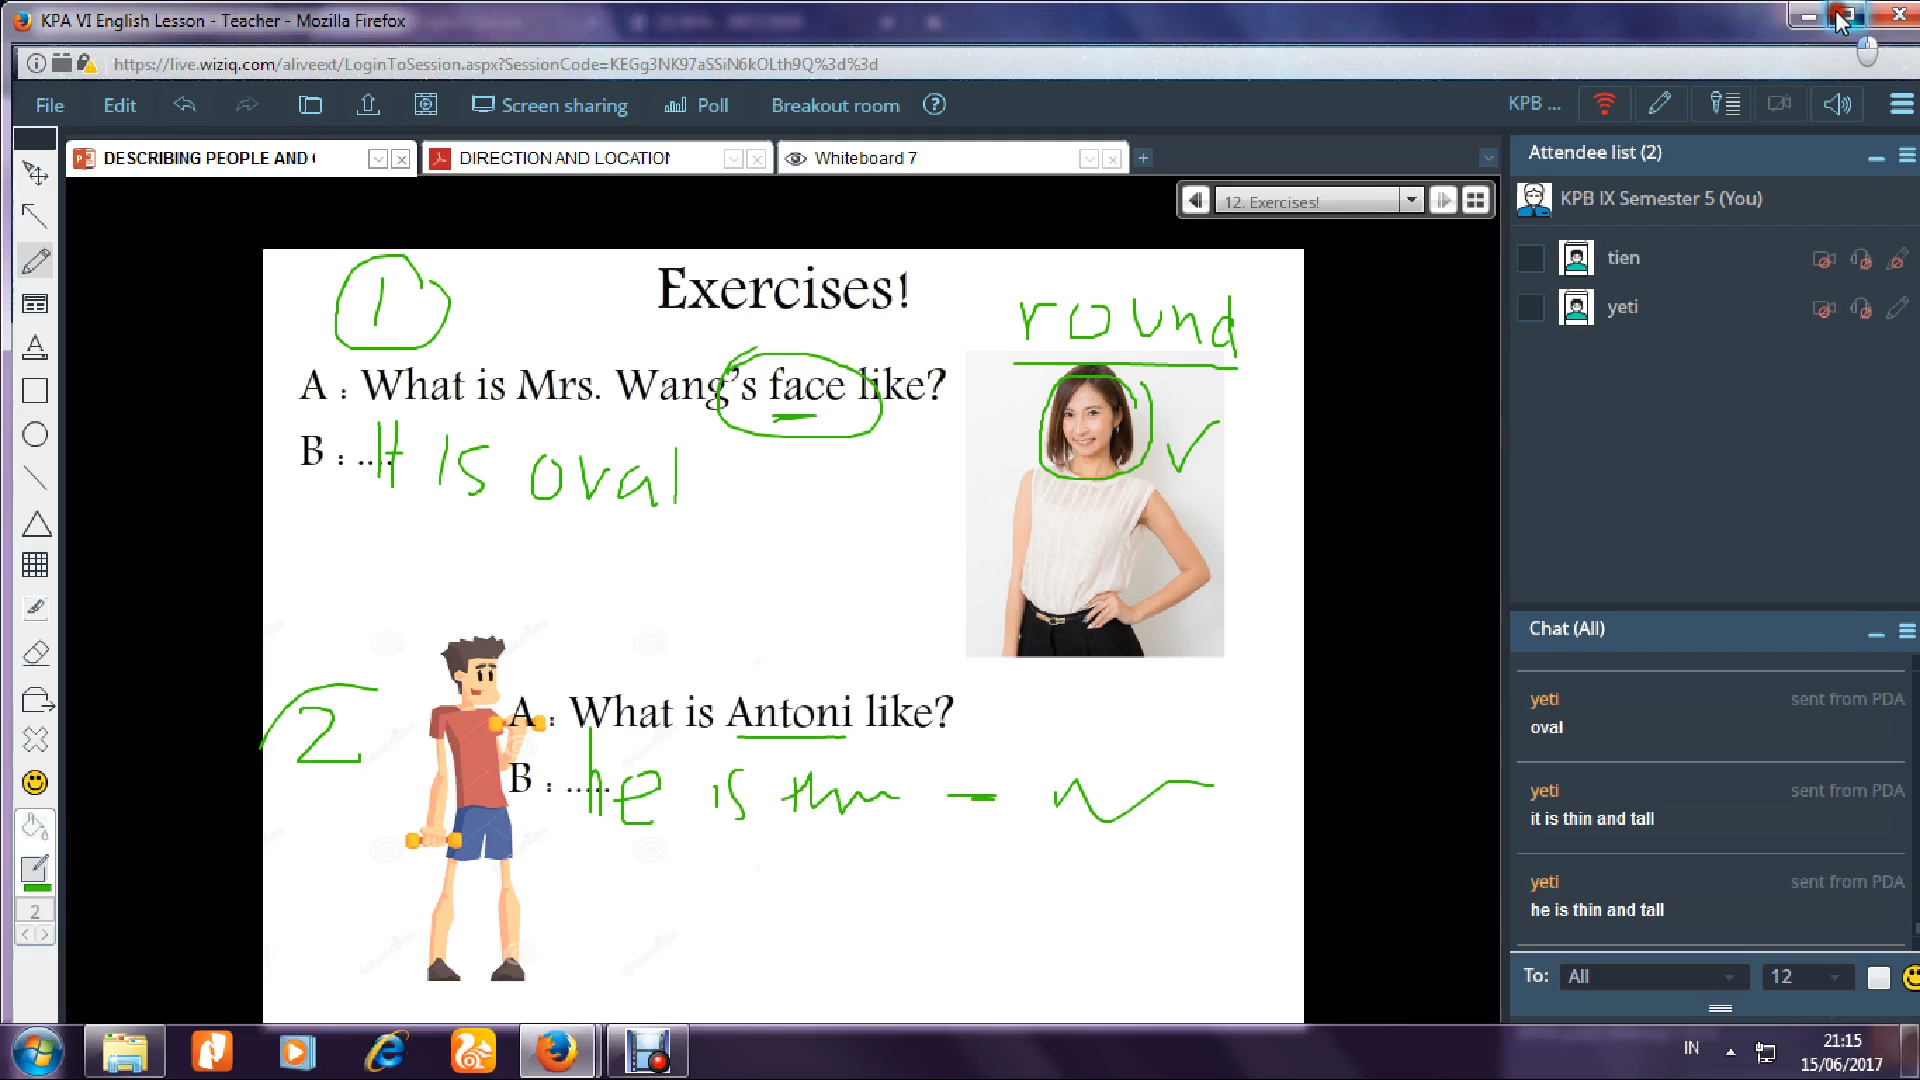 KPA VI English Lesson - Teacher - Mozilla Firefox
https://live.wiziq.com/aliveext/LoginToSession.aspx?SessionCode=KEGg3NK97aSSiN6kOLth9Q%3d%3d
File Edit Screen sharing Poll Breakout room KPB ...
DESCRIBING PEOPLE AND
DIRECTION AND LOCATION
Whiteboard 7
12. Exercises!
1
Exercises!
round
A : What is Mrs. Wang's face like?
B : .... It is oval
2
A : What is Antoni like?
B : ..... he is thin
Attendee list (2)
KPB IX Semester 5 (You)
tien
yeti
Chat (All)
yeti sent from PDA
oval
yeti sent from PDA
it is thin and tall
yeti sent from PDA
he is thin and tall
To: All 12
2
IN
21:15
15/06/2017